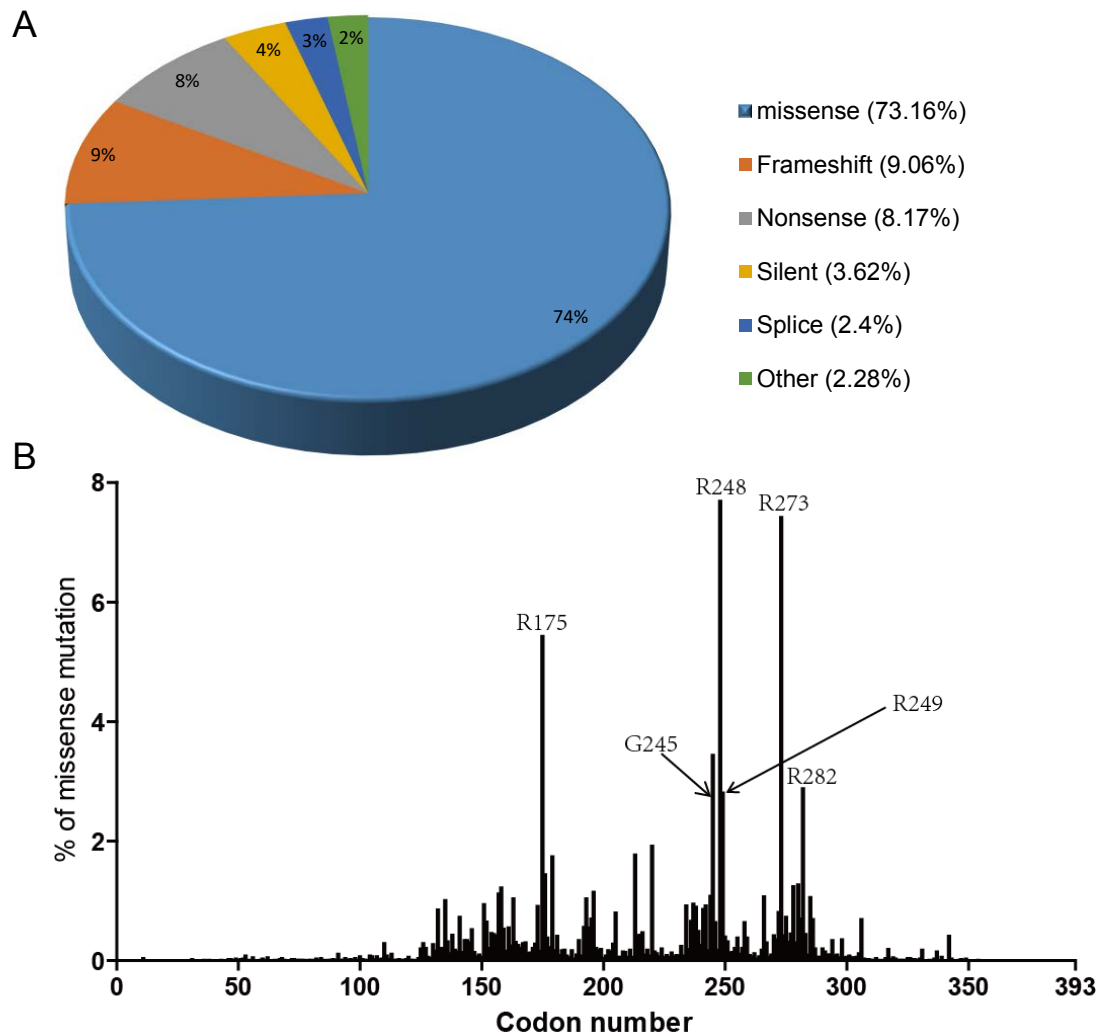 A
4%
3%
2%
8%
9%
74%
missense (73.16%)
Frameshift (9.06%)
Nonsense (8.17%)
Silent (3.62%)
Splice (2.4%)
Other (2.28%)
B
% of missense mutation
8
6
4
2
0
R175
G245
R248
R273
R249
R282
0 50 100 150 200 250 300 350 393
Codon number